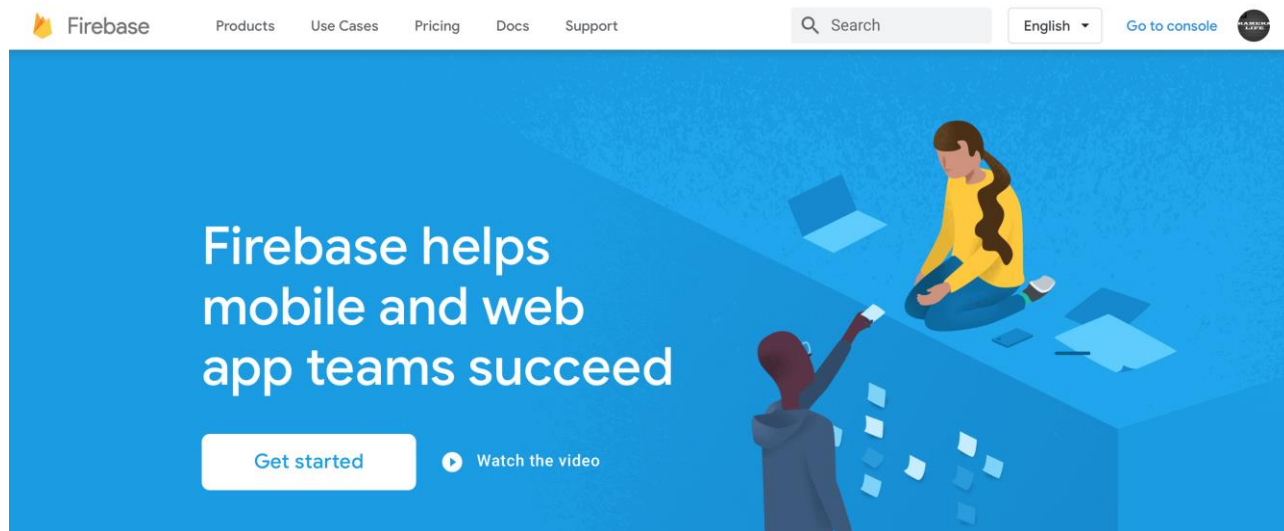 Firebase Products Use Cases Pricing Docs Support Search English Go to console
Firebase helps
mobile and web
app teams succeed
Get started Watch the video